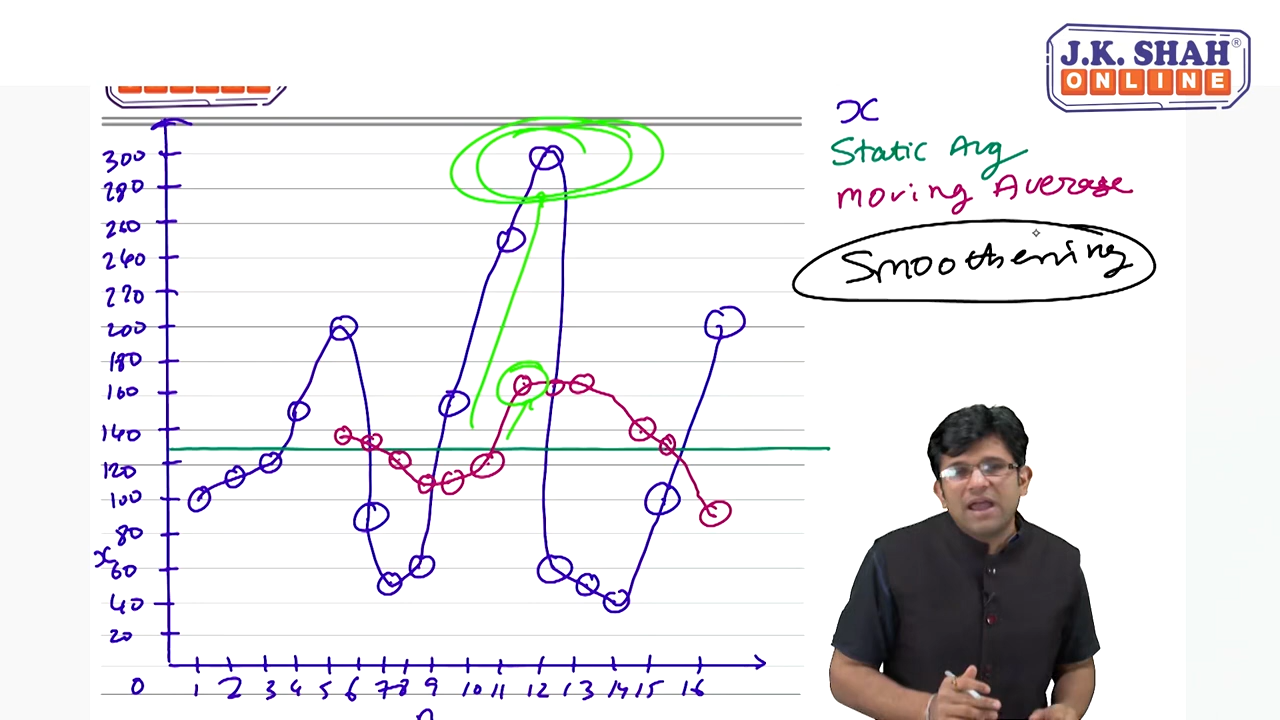 J.K. SHAH®
ONLINE
x
Static Avg
moving Average
Smoothening
300
280
260
240
220
200
180
160
140
120
100
80
x
60
40
20
0 1 2 3 4 5 6 7 8 9 10 11 12 13 14 15 16
n